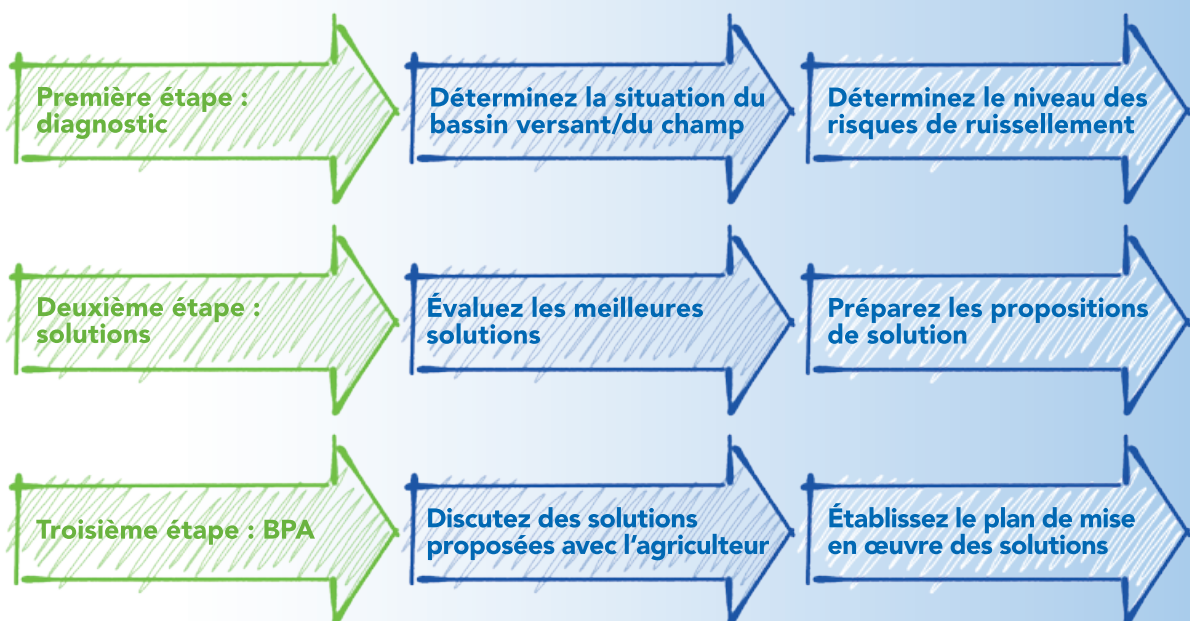 Première étape :
diagnostic
Déterminez la situation du
bassin versant/du champ
Déterminez le niveau des
risques de ruissellement
Deuxième étape :
solutions
Évaluez les meilleures
solutions
Préparez les propositions
de solution
Troisième étape : BPA
Discutez des solutions
proposées avec l’agriculteur
Établissez le plan de mise
en œuvre des solutions